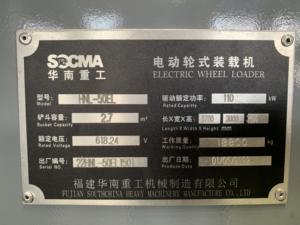 SOCMA
华南重工
电动轮式装载机
ELECTRIC WHEEL LOADER
型号: HNL-50EL
Model
驱动额定功率: 110 kW
铲斗容量: 2.7 m³
Bucket Capacity
长X宽X高: mm
Length X Width X Height
额定电压: 618.24 V
Rated Voltage
工作质量: kg
Working Quality
出厂编号:
Serial NO.
出厂日期:
Date
福建华南重工机械制造有限公司
FUJIAN SOUTHCHINA HEAVY MACHINERY MANUFACTURE CO., LTD